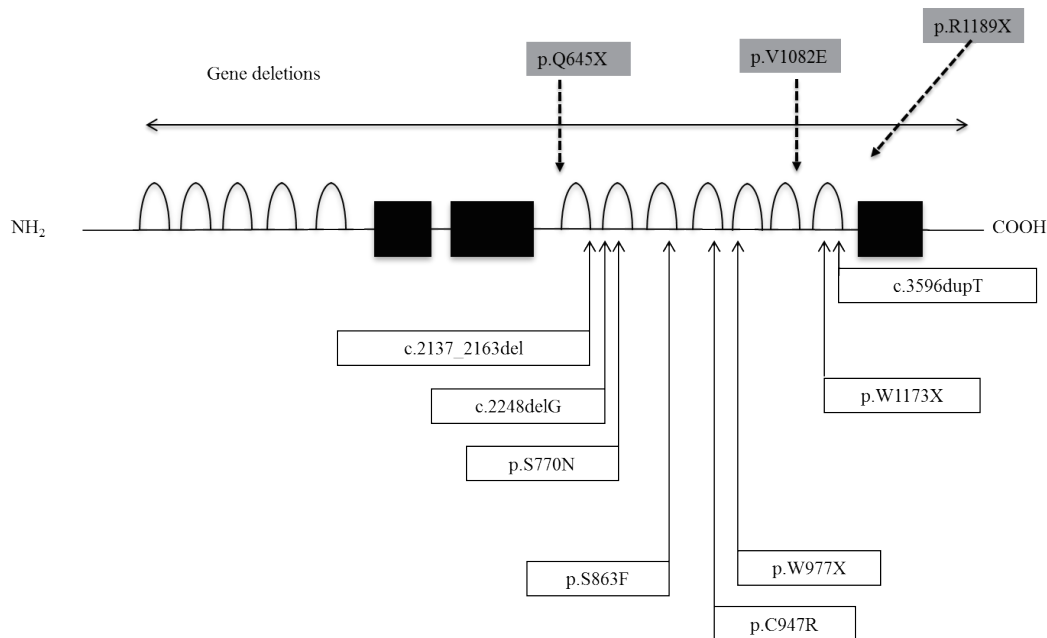 p.R1189X
p.Q645X
p.V1082E
Gene deletions
NH₂
COOH
c.3596dupT
c.2137_2163del
p.W1173X
c.2248delG
p.S770N
p.W977X
p.S863F
p.C947R